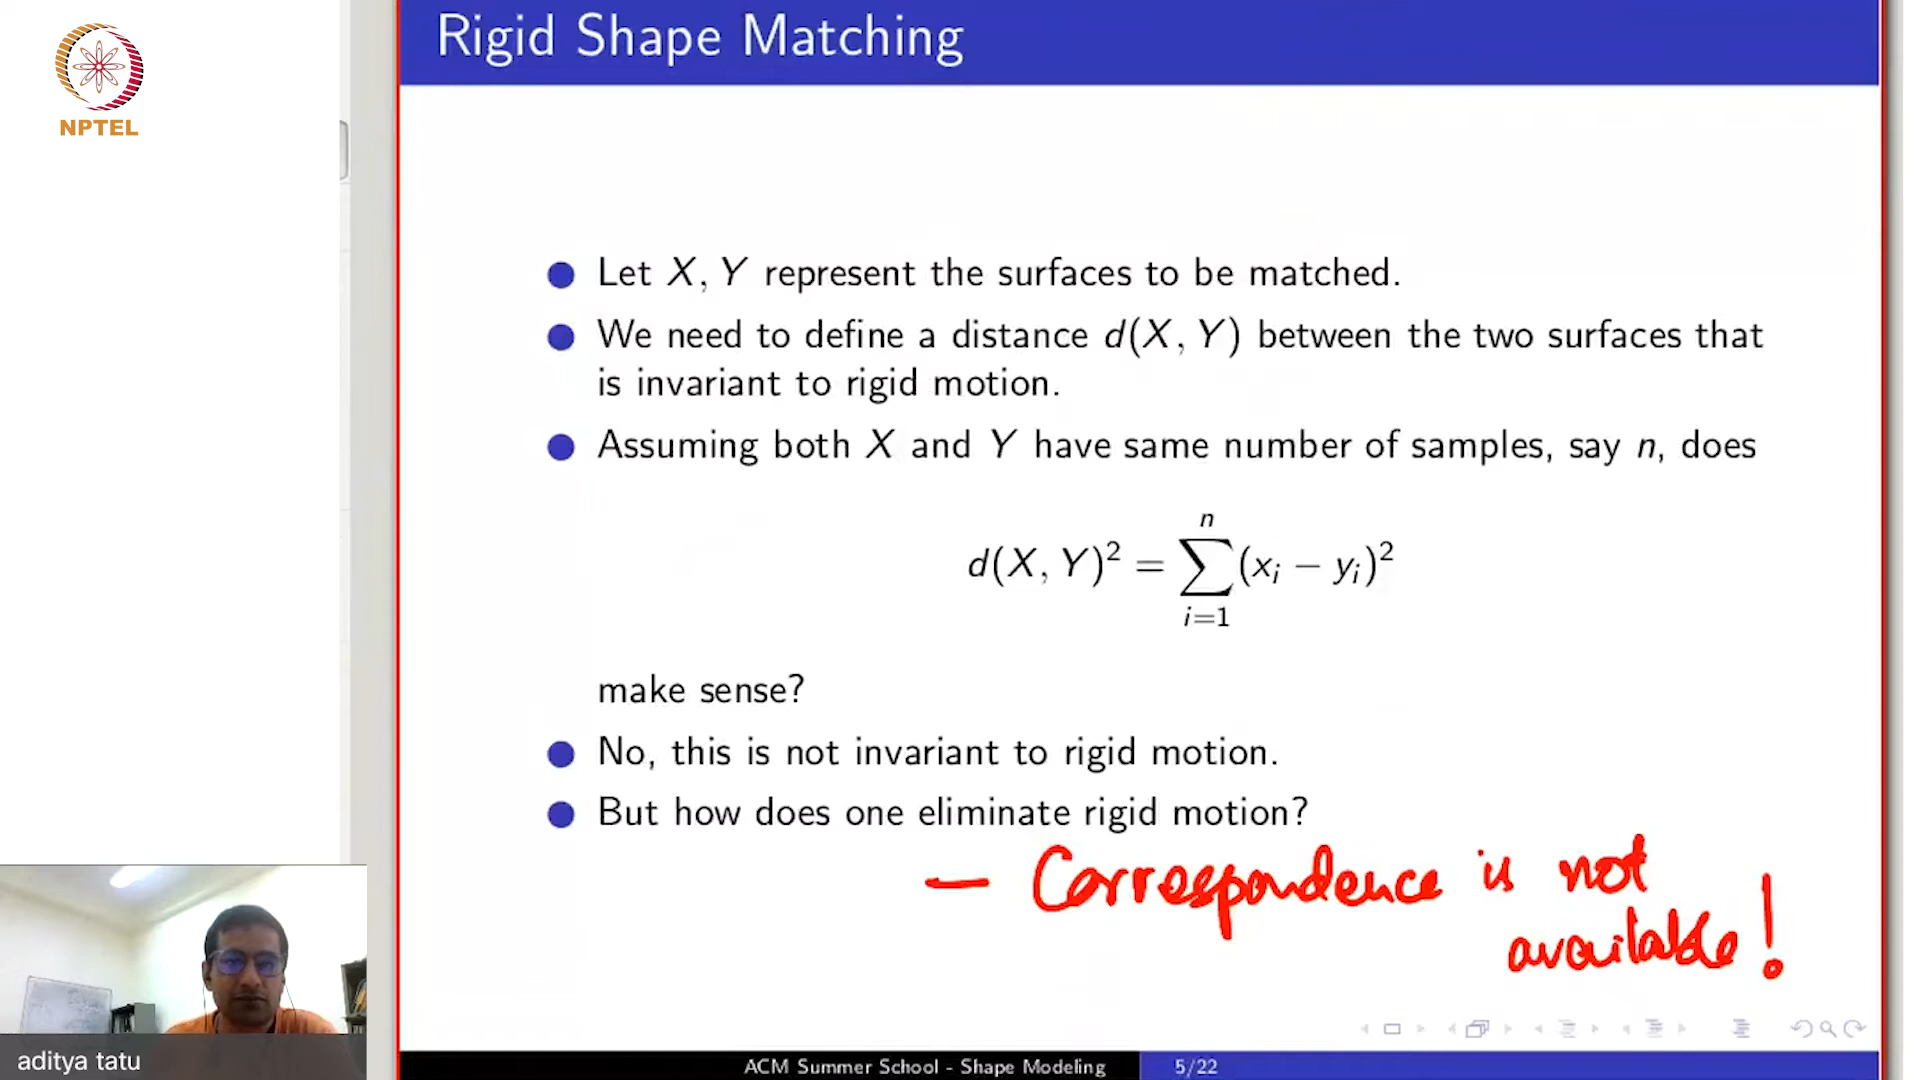 Rigid Shape Matching
NPTEL
Let X, Y represent the surfaces to be matched.
We need to define a distance d(X, Y) between the two surfaces that
is invariant to rigid motion.
Assuming both X and Y have same number of samples, say n, does
d(X, Y)² = ∑ⁿᵢ₌₁ (xᵢ − yᵢ)²
make sense?
No, this is not invariant to rigid motion.
But how does one eliminate rigid motion?
— Correspondence is not
available!
aditya tatu
ACM Summer School - Shape Modeling 5/22